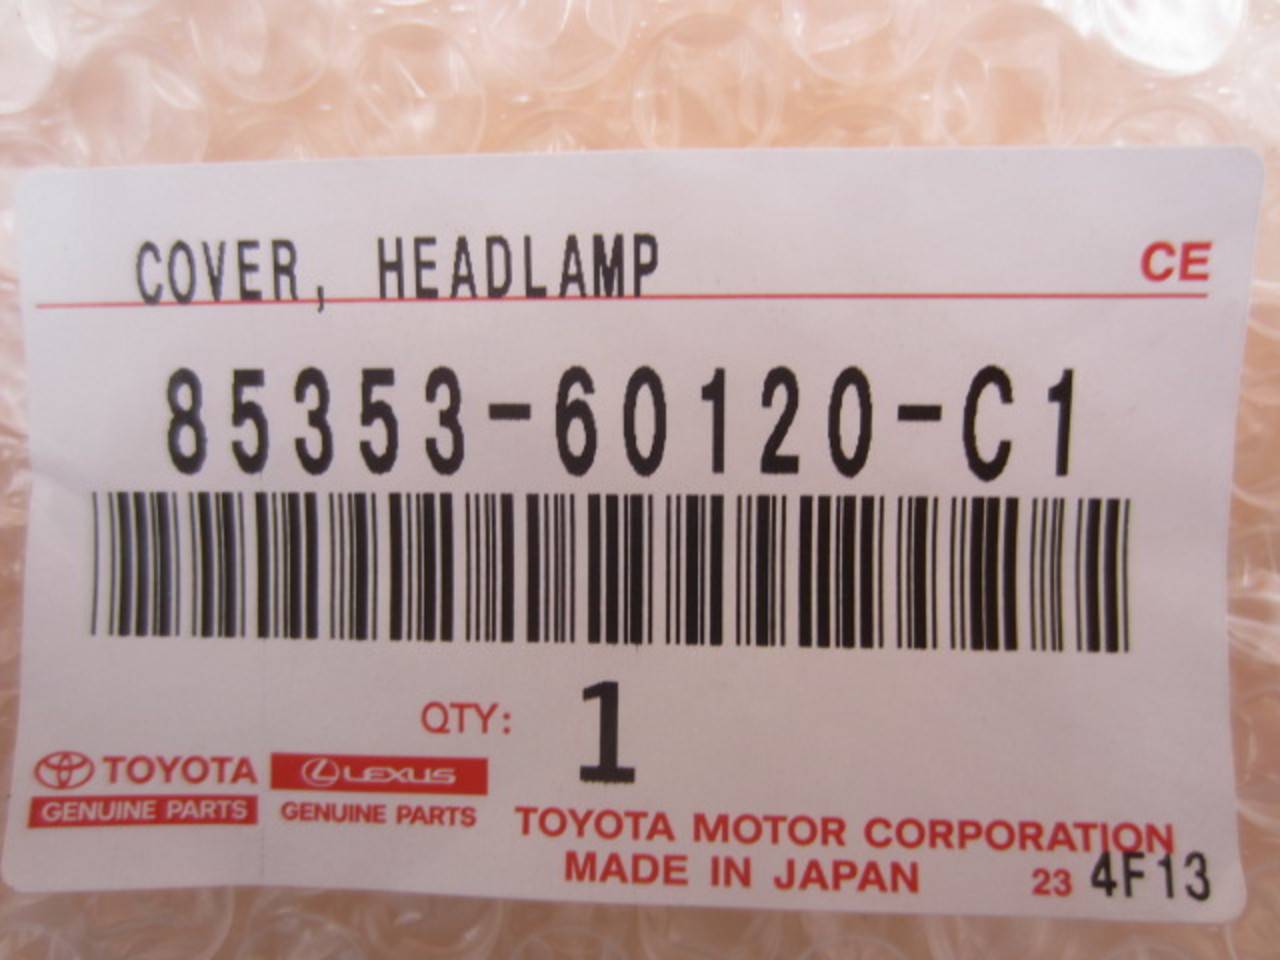 COVER, HEADLAMP CE
85353-60120-C1
QTY: 1
TOYOTA LEXUS
GENUINE PARTS GENUINE PARTS
TOYOTA MOTOR CORPORATION
MADE IN JAPAN 23 4F13